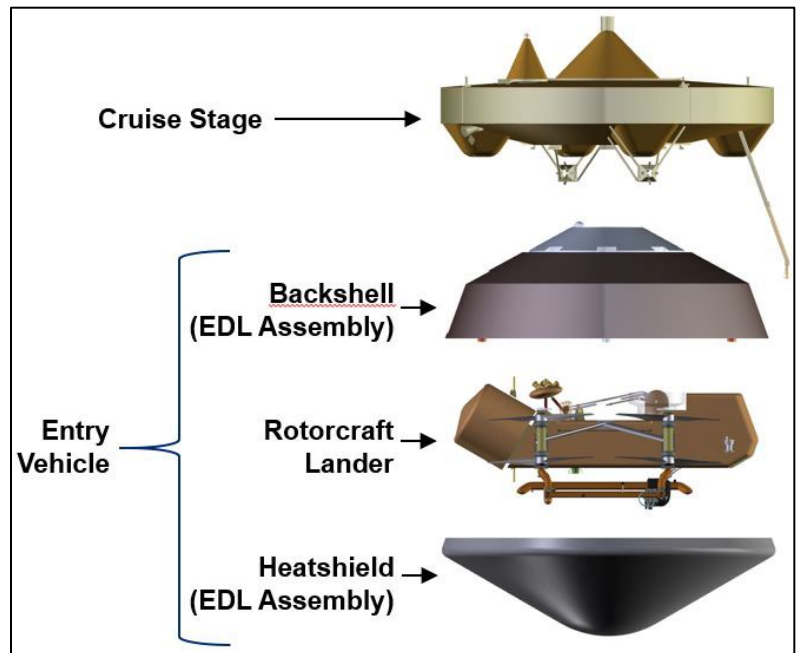 Cruise Stage
Backshell
(EDL Assembly)
Entry
Vehicle
Rotorcraft
Lander
Heatshield
(EDL Assembly)